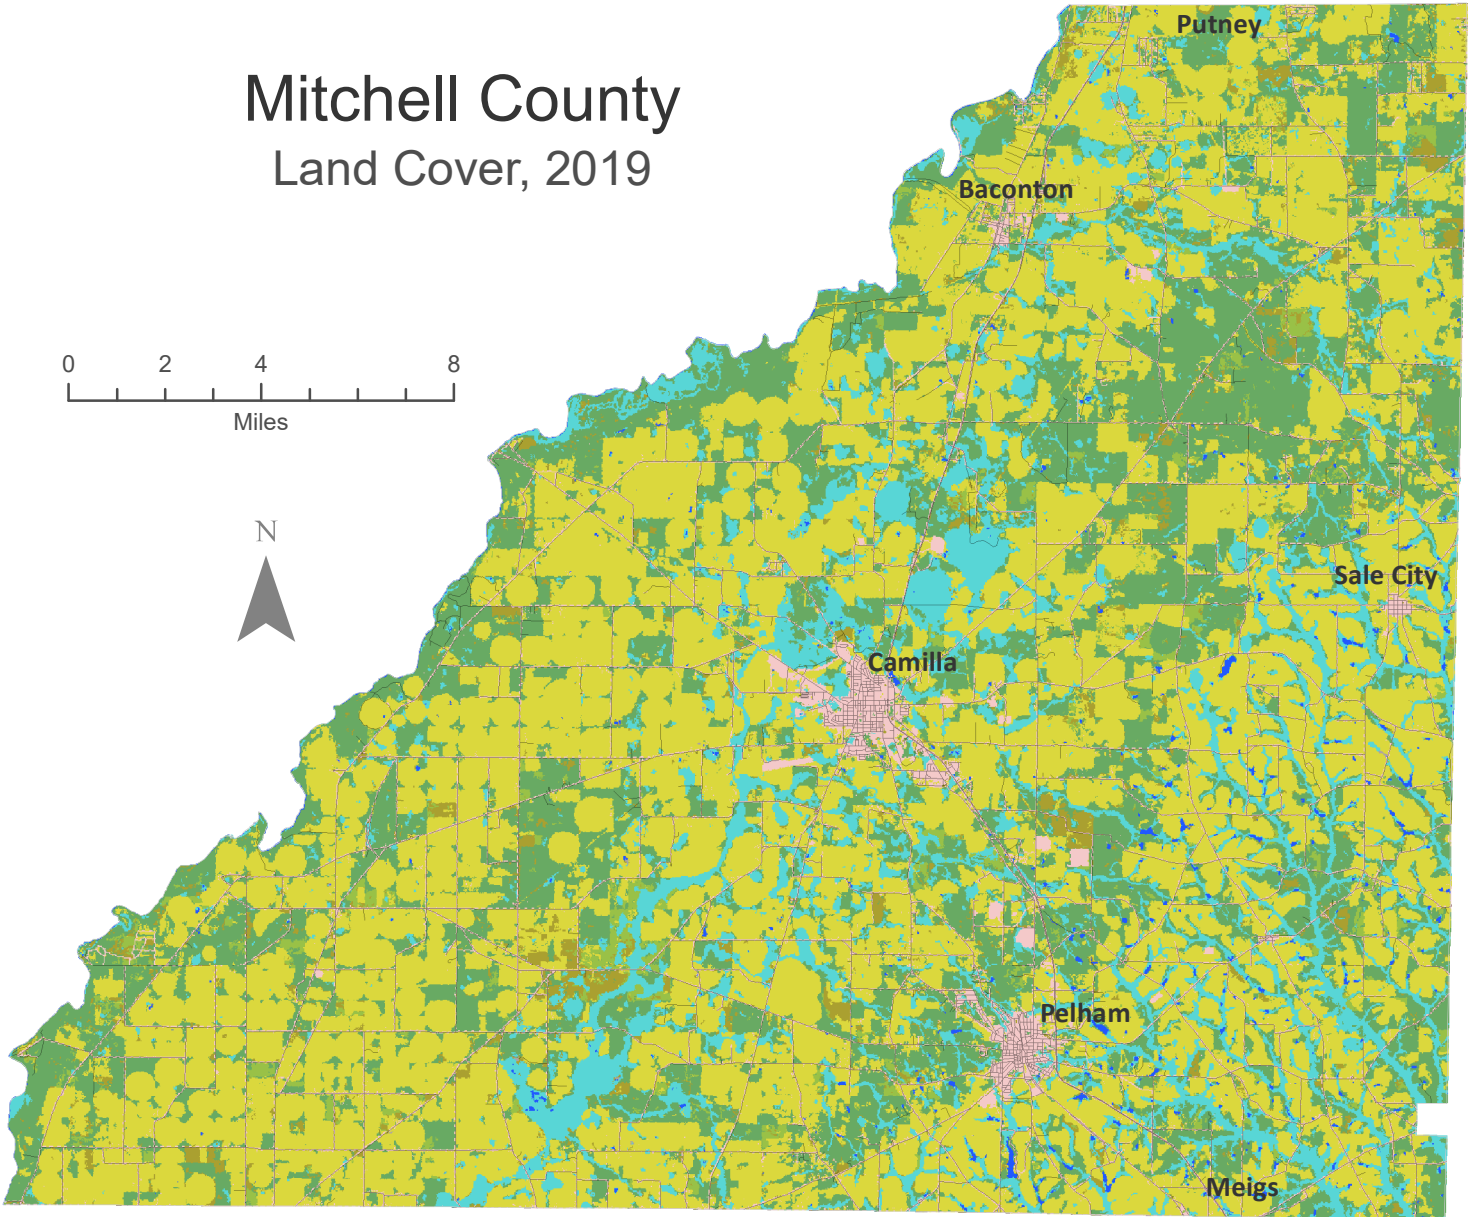 Putney
Mitchell County
Land Cover, 2019
Baconton
0 2 4 8
Miles
N
Sale City
Camilla
Pelham
Meigs